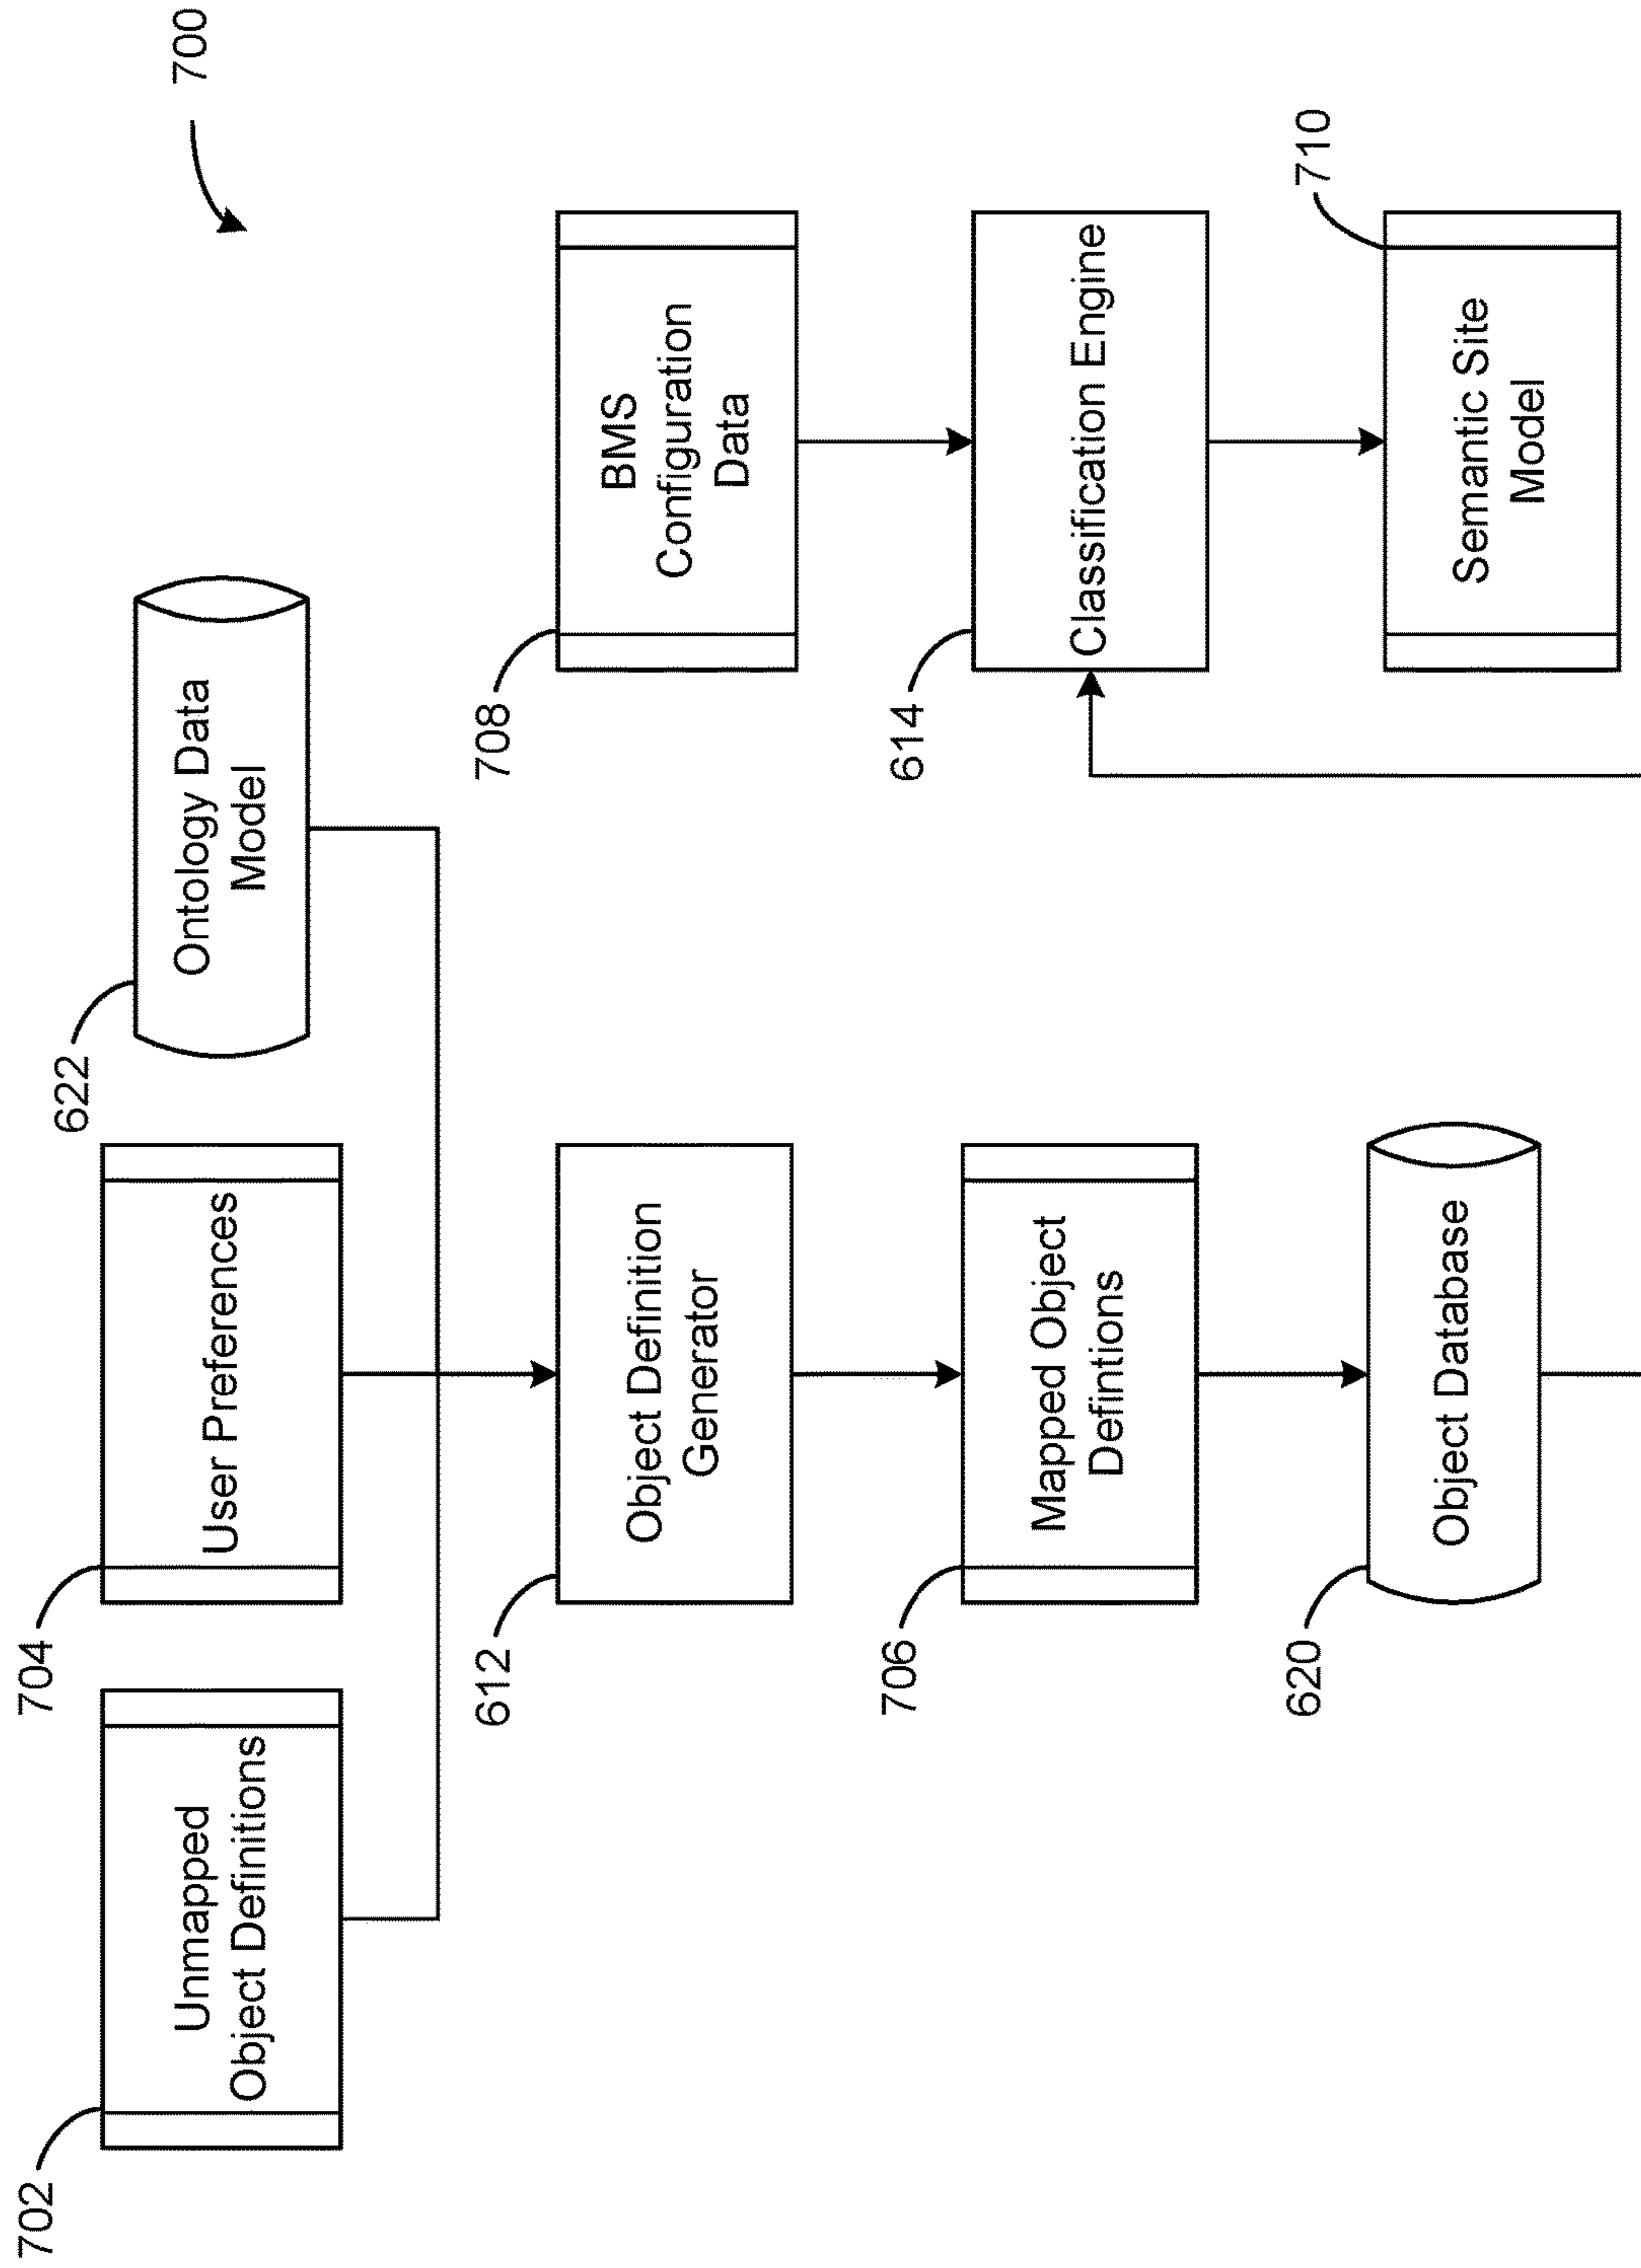 700
702
Unmapped
Object Definitions
704
User Preferences
622
Ontology Data
Model
612
Object Definition
Generator
708
BMS
Configuration
Data
706
Mapped Object
Defintions
614
Classification Engine
620
Object Database
710
Semantic Site
Model